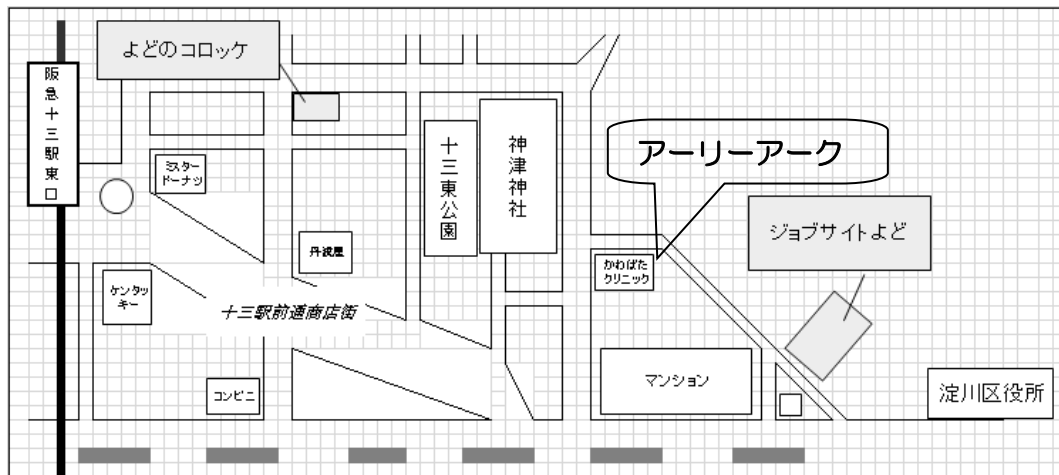 よどのコロッケ
阪急十三駅東口
ミスター
ドーナツ
十三東公園
神津神社
アーリーアーク
ジョブサイトよど
丹波屋
かわばた
クリニック
ケンタッ
キー
十三駅前通商店街
コンビニ
マンション
淀川区役所